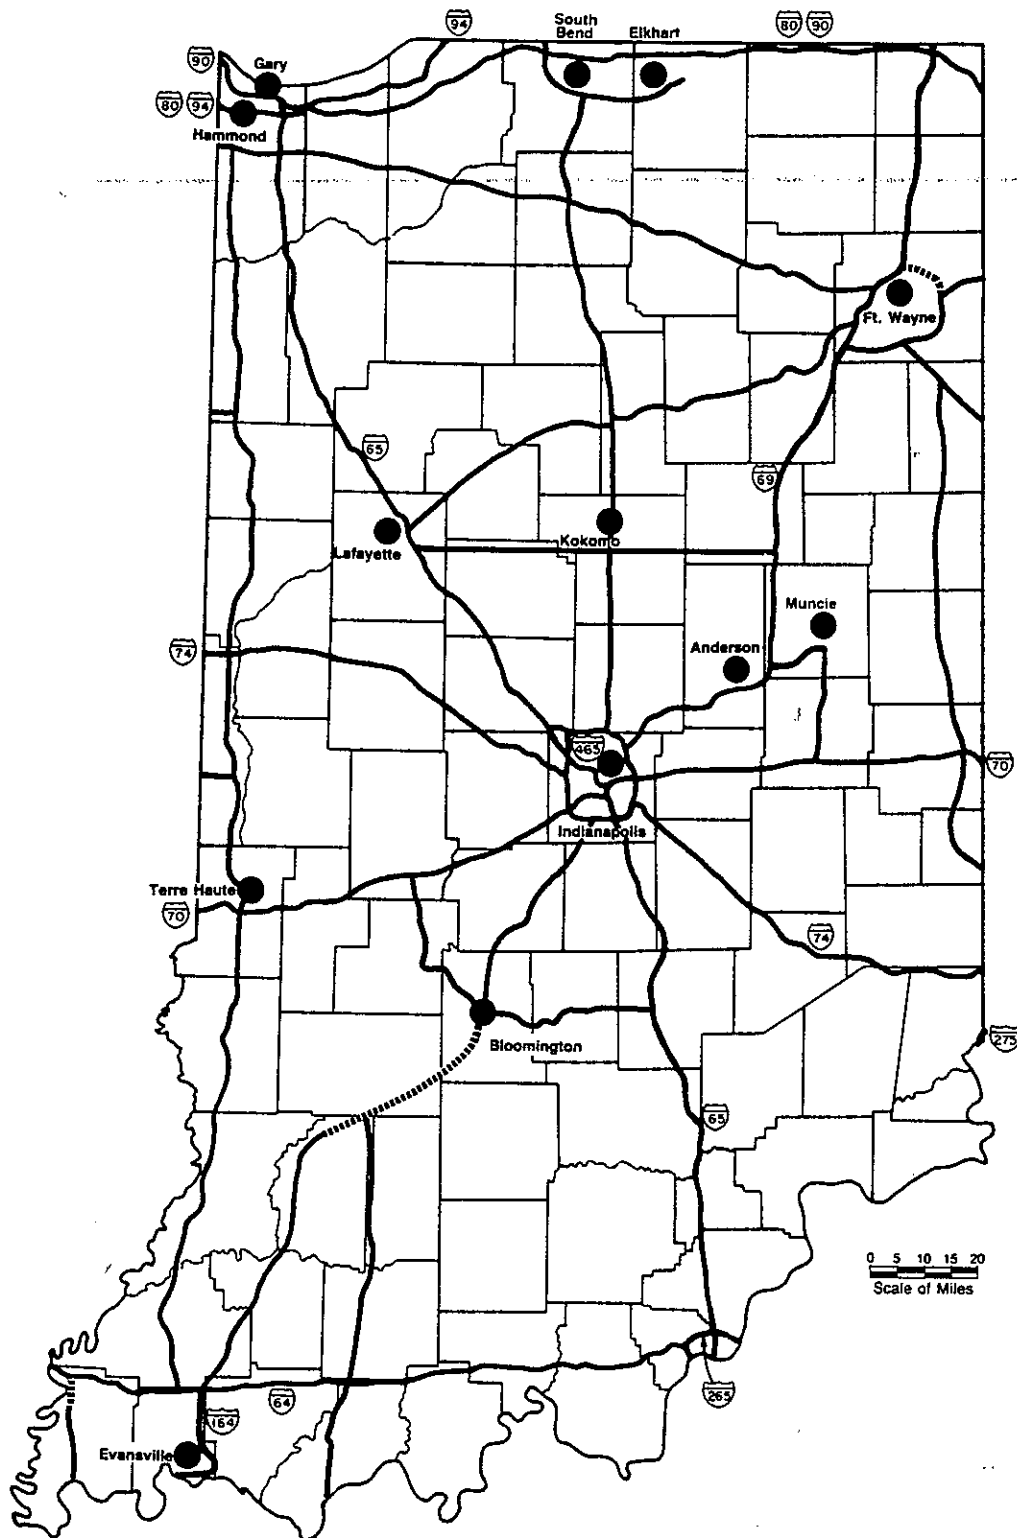 94
South
Bend
Elkhart
80 90
90
Gary
80 94
Hammond
Ft. Wayne
65
69
Lafayette
Kokomo
Mucie
Anderson
74
465
70
Indianapolis
Terre Haute
70
74
Bloomington
275
65
0 5 10 15 20
Scale of Miles
265
64
164
Evansville